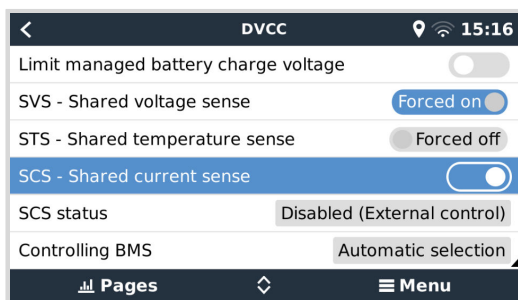 DVCC 15:16
Limit managed battery charge voltage
SVS - Shared voltage sense Forced on
STS - Shared temperature sense Forced off
SCS - Shared current sense
SCS status Disabled (External control)
Controlling BMS Automatic selection
Pages Menu